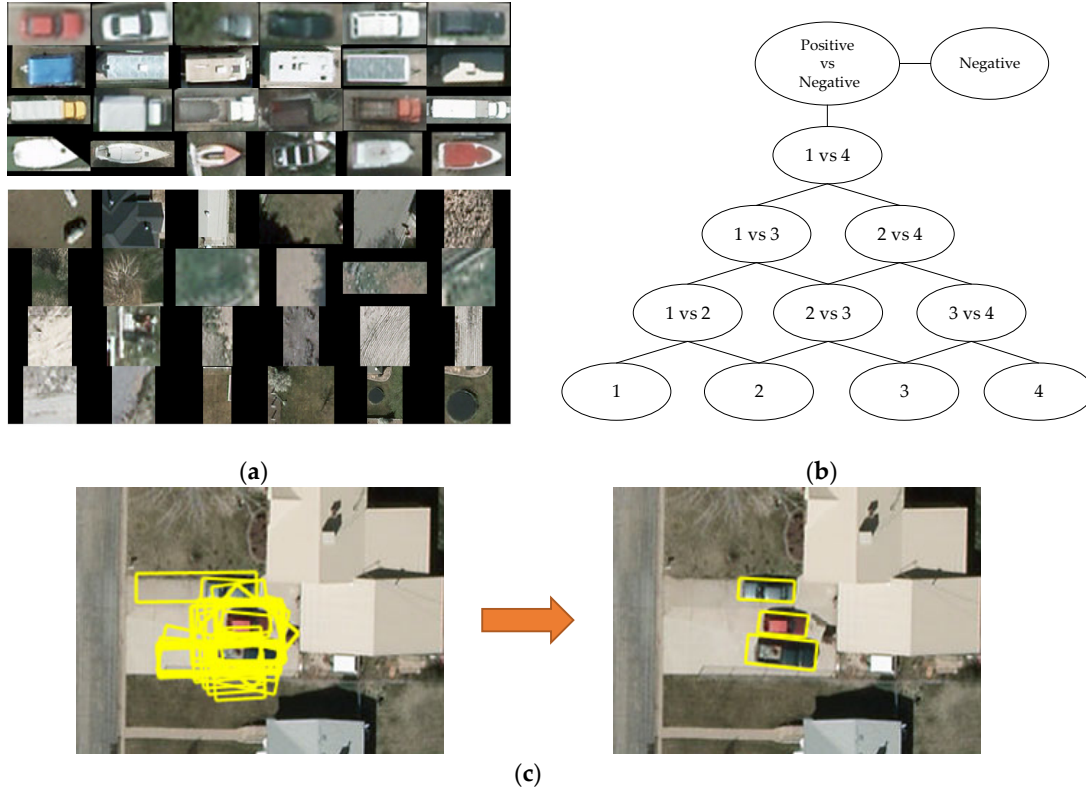 Positive
vs
Negative
Negative
1 vs 4
1 vs 3
2 vs 4
1 vs 2
2 vs 3
3 vs 4
1
2
3
4
(a)
(b)
(c)